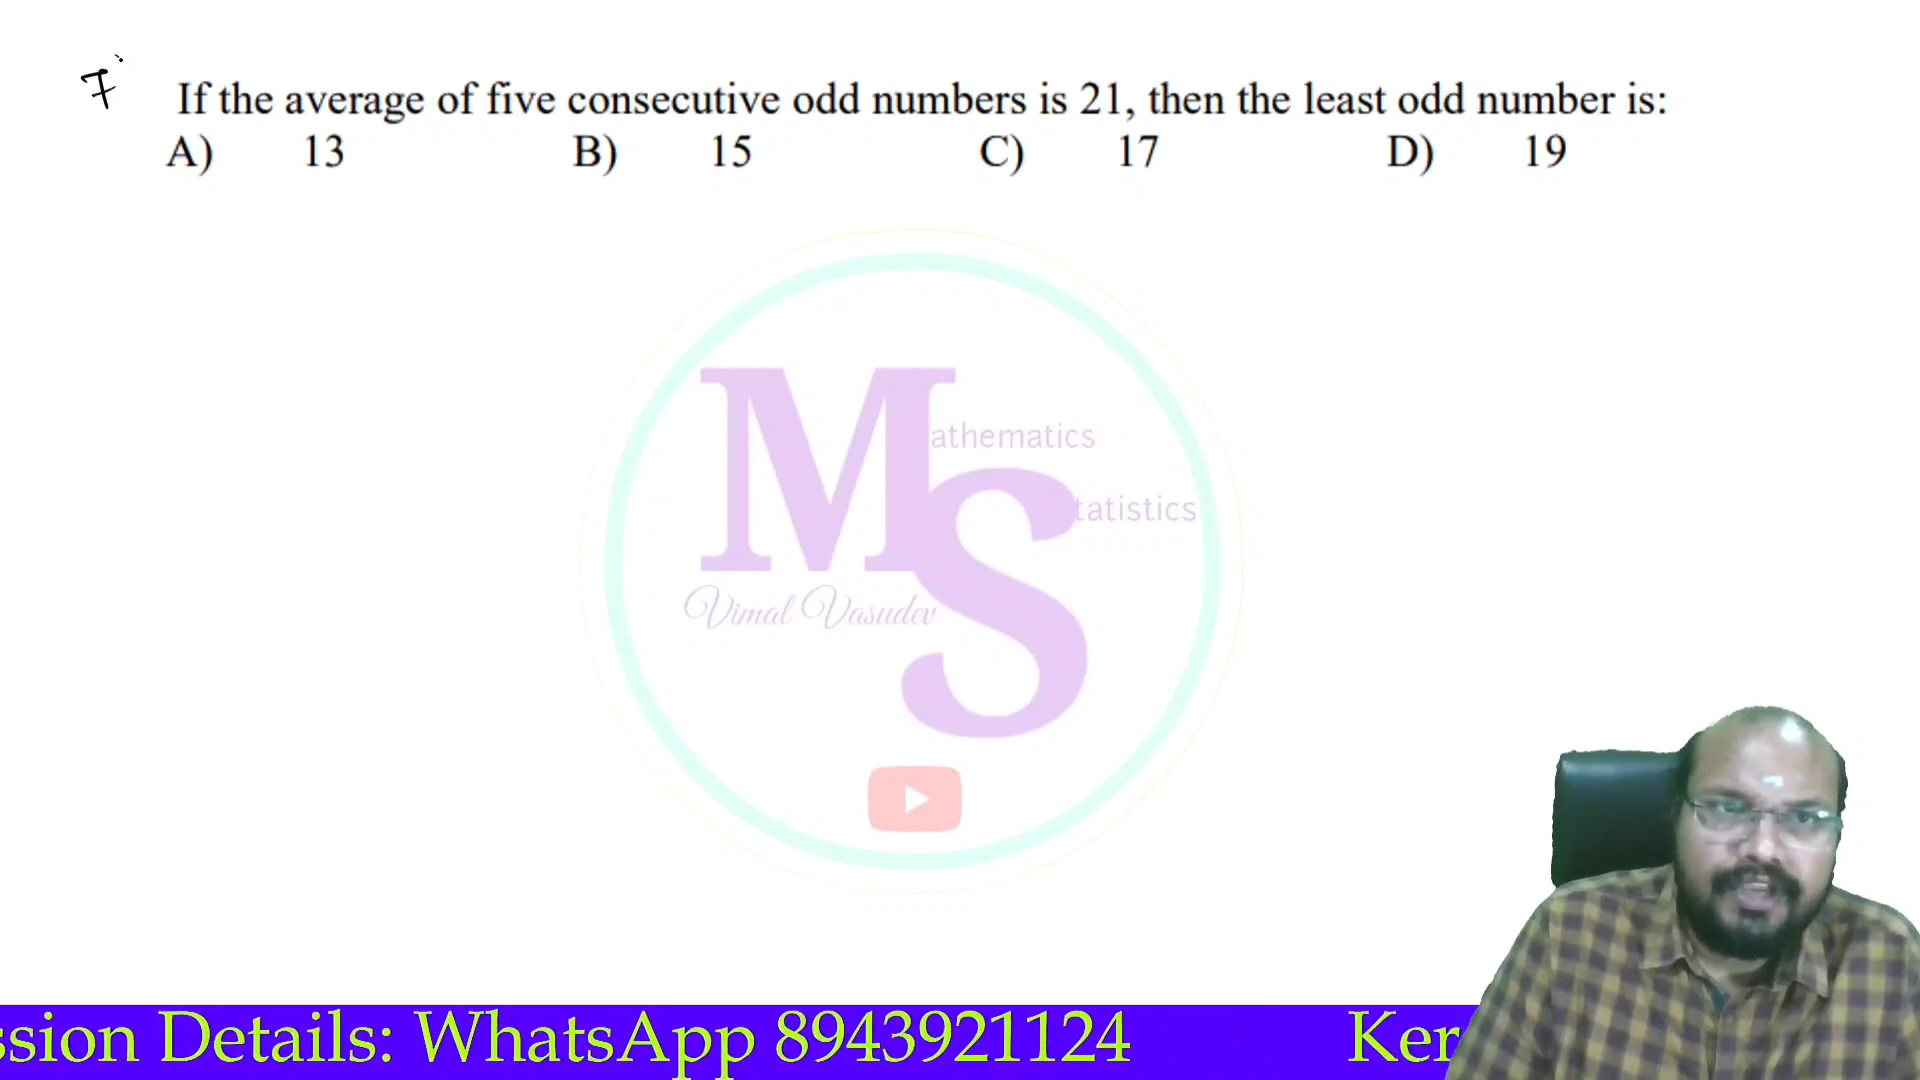 7.
If the average of five consecutive odd numbers is 21, then the least odd number is:
A) 13 B) 15 C) 17 D) 19
M
athematics
S
tatistics
Vimal Vasudev
ssion Details: WhatsApp 8943921124 Ker